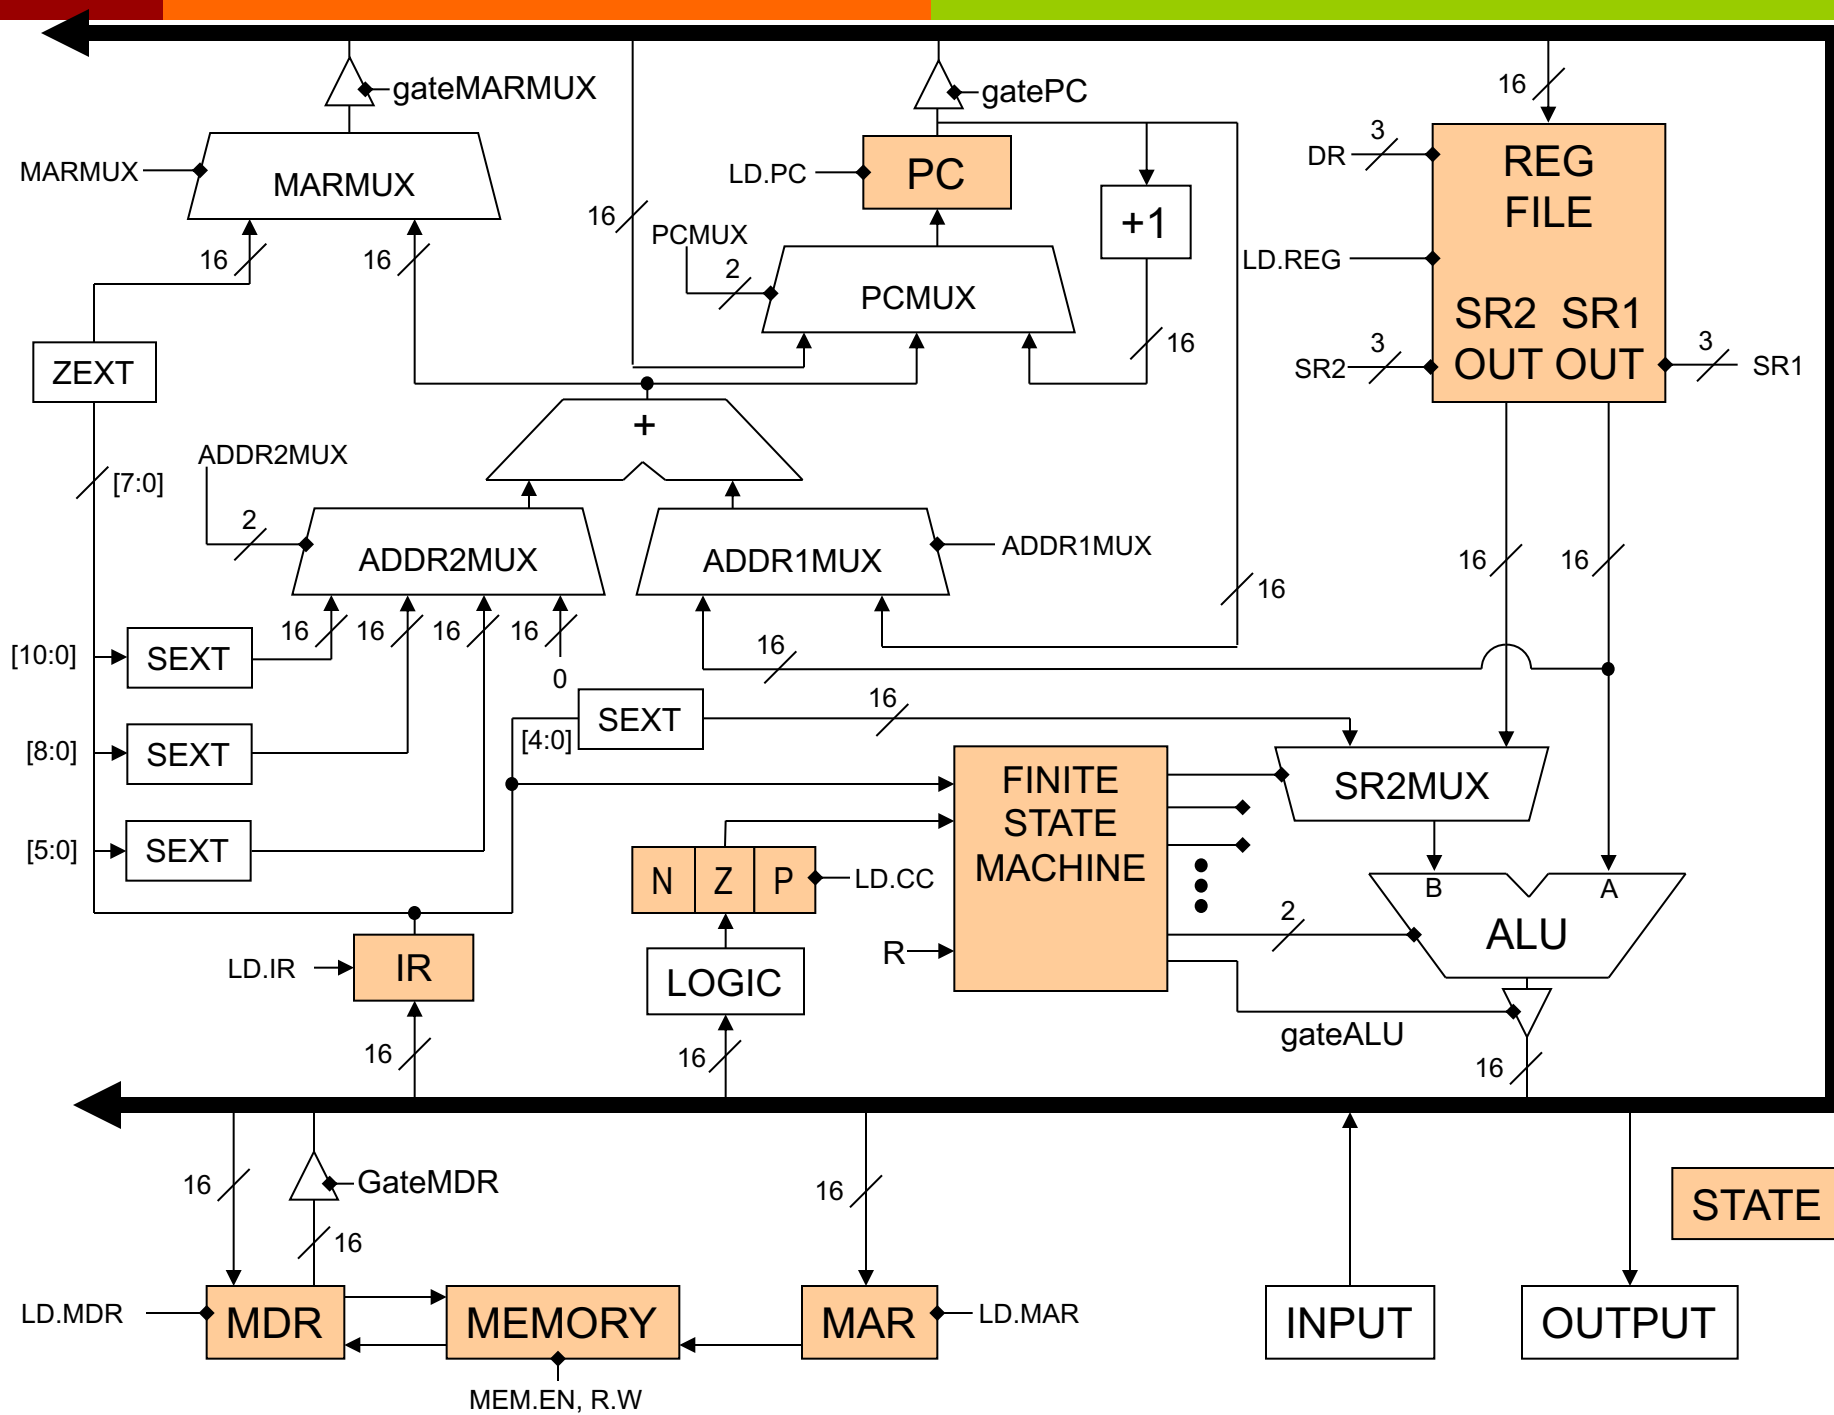 gateMARMUX
gatePC
16
3
DR
MARMUX
MARMUX
LD.PC
PC
REG
FILE
16
+1
PCMUX
2
16
16
LD.REG
PCMUX
SR2 SR1
OUT OUT
16
3
SR2
3
SR1
ZEXT
+
ADDR2MUX
[7:0]
2
ADDR2MUX
ADDR1MUX
ADDR1MUX
16
16
16
16
16
16
16
[10:0]
SEXT
16
0
[8:0]
SEXT
[4:0]
SEXT
16
FINITE
STATE
MACHINE
SR2MUX
[5:0]
SEXT
N Z P
LD.CC
B
A
2
ALU
R
LD.IR
IR
LOGIC
gateALU
16
16
16
16
GateMDR
16
16
STATE
LD.MDR
MDR
MEMORY
MAR
LD.MAR
INPUT
OUTPUT
MEM.EN, R.W